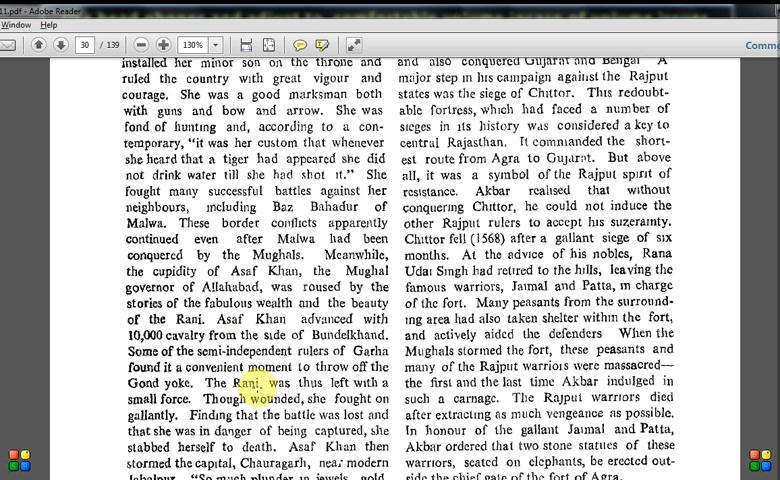 11.pdf - Adobe Reader
Window Help
30 / 139 130% Comme
installed her minor son on the throne and
ruled the country with great vigour and
courage. She was a good marksman both
with guns and bow and arrow. She was
fond of hunting and, according to a con-
temporary, "it was her custom that whenever
she heard that a tiger had appeared she did
not drink water till she had shot it." She
fought many successful battles against her
neighbours, including Baz Bahadur of
Malwa. These border conflicts apparently
continued even after Malwa had been
conquered by the Mughals. Meanwhile,
the cupidity of Asaf Khan, the Mughal
governor of Allahabad, was roused by the
stories of the fabulous wealth and the beauty
of the Rani. Asaf Khan advanced with
10,000 cavalry from the side of Bundelkhand.
Some of the semi-independent rulers of Garha
found it a convenient moment to throw off the
Gond yoke. The Rani was thus left with a
small force. Though wounded, she fought on
gallantly. Finding that the battle was lost and
that she was in danger of being captured, she
stabbed herself to death. Asaf Khan then
stormed the capital, Chauragarh, near modern
Jabalpur. "So much plunder in jewels, gold,
and also conquered Gujarat and Bengal A
major step in his campaign against the Rajput
states was the siege of Chittor. This redoubt-
able fortress, which had faced a number of
sieges in its history was considered a key to
central Rajasthan. It commanded the short-
est route from Agra to Gujarat. But above
all, it was a symbol of the Rajput spirit of
resistance. Akbar realised that without
conquering Chittor, he could not induce the
other Rajput rulers to accept his suzerainty.
Chittor fell (1568) after a gallant siege of six
months. At the advice of his nobles, Rana
Udai Singh had retired to the hills, leaving the
famous warriors, Jaimal and Patta, in charge
of the fort. Many peasants from the surround-
ing area had also taken shelter within the fort,
and actively aided the defenders When the
Mughals stormed the fort, these peasants and
many of the Rajput warriors were massacred—
the first and the last time Akbar indulged in
such a carnage. The Rajput warriors died
after extracting as much vengeance as possible.
In honour of the gallant Jaimal and Patta,
Akbar ordered that two stone statues of these
warriors, seated on elephants, be erected out-
side the chief gate of the fort of Agra.